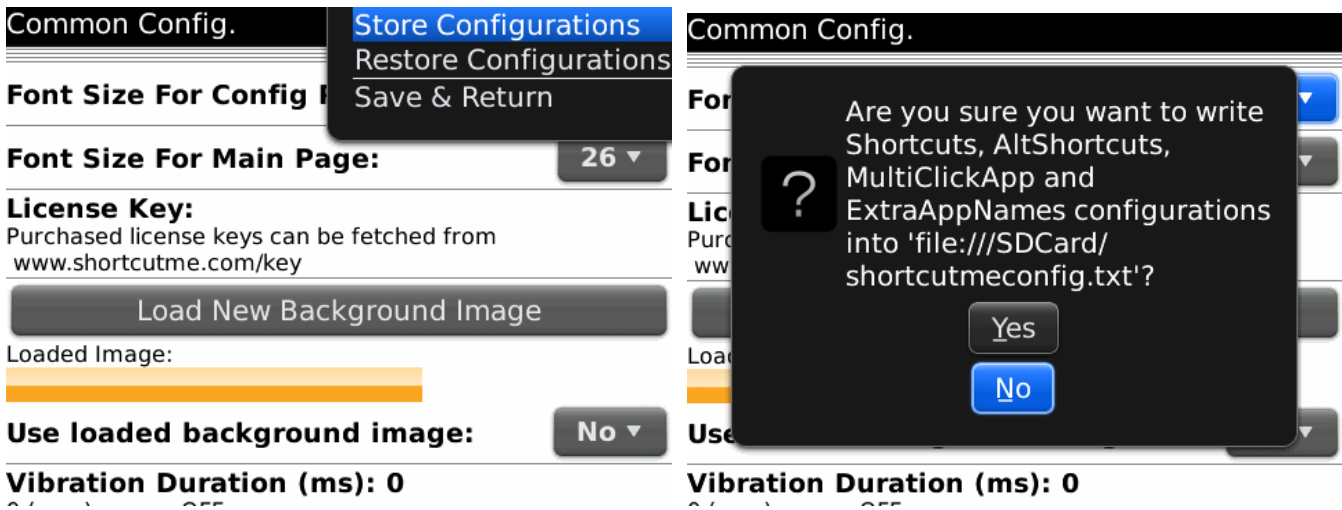 Common Config.
Store Configurations
Restore Configurations
Save & Return
Font Size For Config
Font Size For Main Page: 26
License Key:
Purchased license keys can be fetched from
www.shortcutme.com/key
Load New Background Image
Loaded Image:
Use loaded background image: No
Vibration Duration (ms): 0
Common Config.
Are you sure you want to write
Shortcuts, AltShortcuts,
MultiClickApp and
ExtraAppNames configurations
into 'file:///SDCard/
shortcutmeconfig.txt'?
Yes
No
Vibration Duration (ms): 0